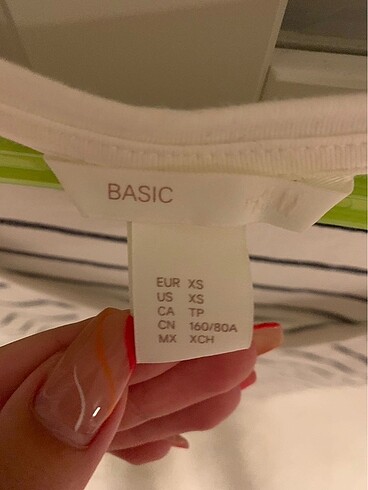 BASIC
EUR XS
US XS
CA TP
CN 160/80A
MX XCH